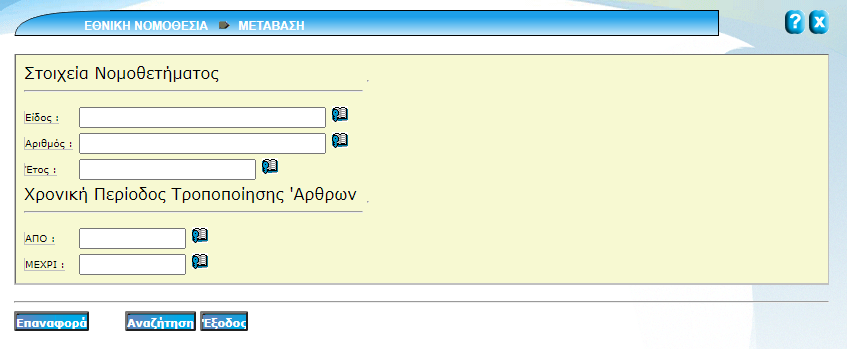 ΕΘΝΙΚΗ ΝΟΜΟΘΕΣΙΑ ΜΕΤΑΒΑΣΗ ? x
Στοιχεία Νομοθετήματος .
Είδος :
Αριθμός :
Έτος :
Χρονική Περίοδος Τροποποίησης 'Αρθρων .
ΑΠΟ :
ΜΕΧΡΙ :
Επαναφορά Αναζήτηση Έξοδος